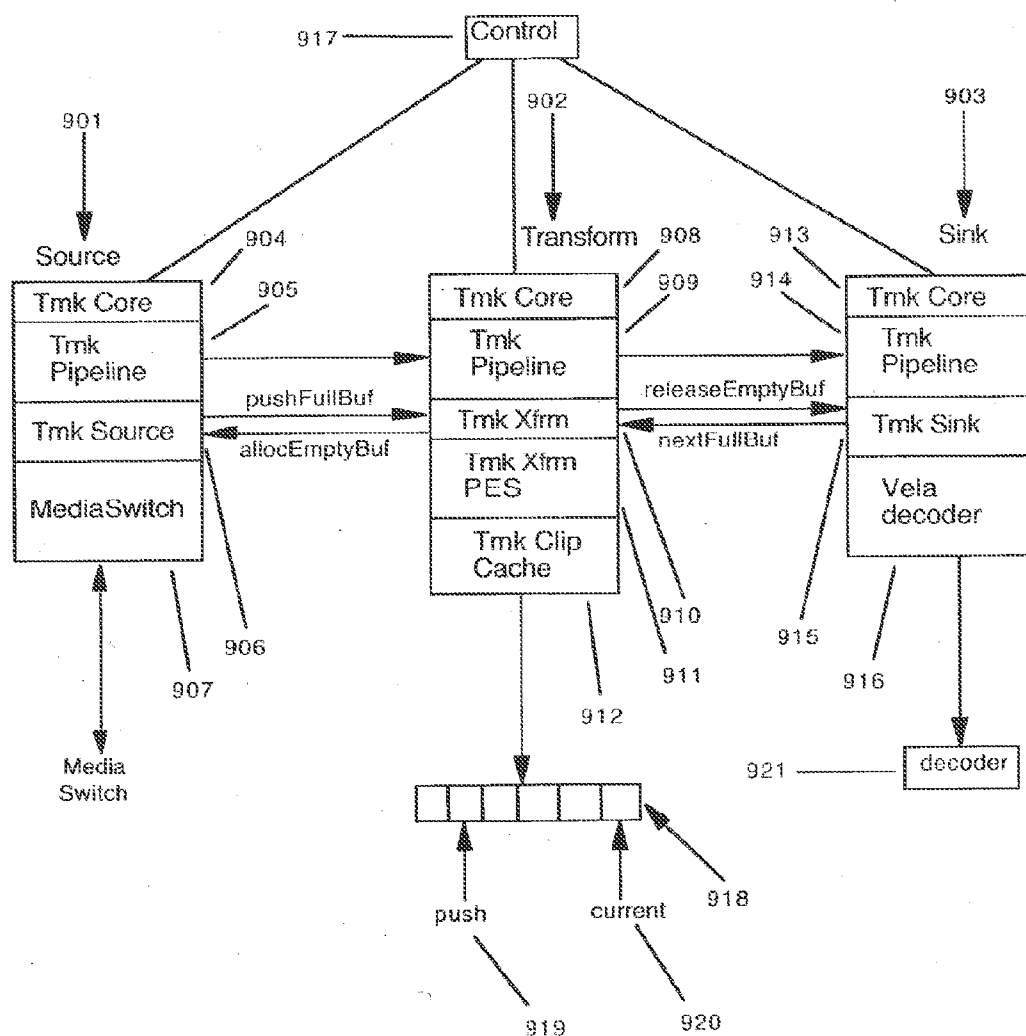 917
Control
901
902
903
Source
904
Transform
908
913
Sink
905
909
914
Tmk Core
Tmk Core
Tmk Core
Tmk
Pipeline
Tmk
Pipeline
Tmk
Pipeline
pushFullBuf
releaseEmptyBuf
Tmk Source
Tmk Xfrm
Tmk Sink
allocEmptyBuf
nextFullBuf
MediaSwitch
Tmk Xfrm
PES
Vela
decoder
Tmk Clip
Cache
906
907
910
911
912
915
916
Media
Switch
921
decoder
push
current
918
919
920